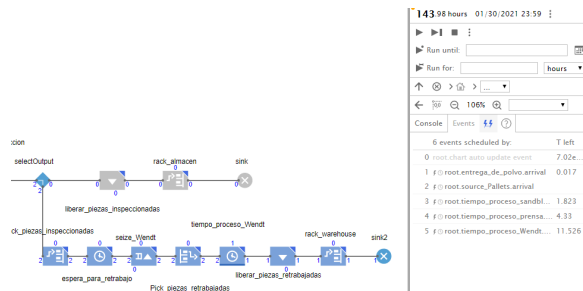 143.98 hours 01/30/2021 23:59
Run until:
Run for: hours
106%
Console Events
6 events scheduled by: T left
0 root.chart auto update event 7.02e...
1 root.entrega_de_polvo.arrival 0.017
2 root.source_Pallets.arrival
3 root.tiempo_proceso_sandbl... 1.823
4 root.tiempo_proceso_prensa... 4.33
5 root.tiempo_proceso_Wendt.... 11.526
cion
selectOutput rack_almacen sink
liberar_piezas_inspeccionadas
tiempo_proceso_Wendt
ck_piezas_inspeccionadas seize_Wendt rack_warehouse sink2
espera_para_retrabajo liberar_piezas_retrabajadas
Pick_piezas_retrabajadas